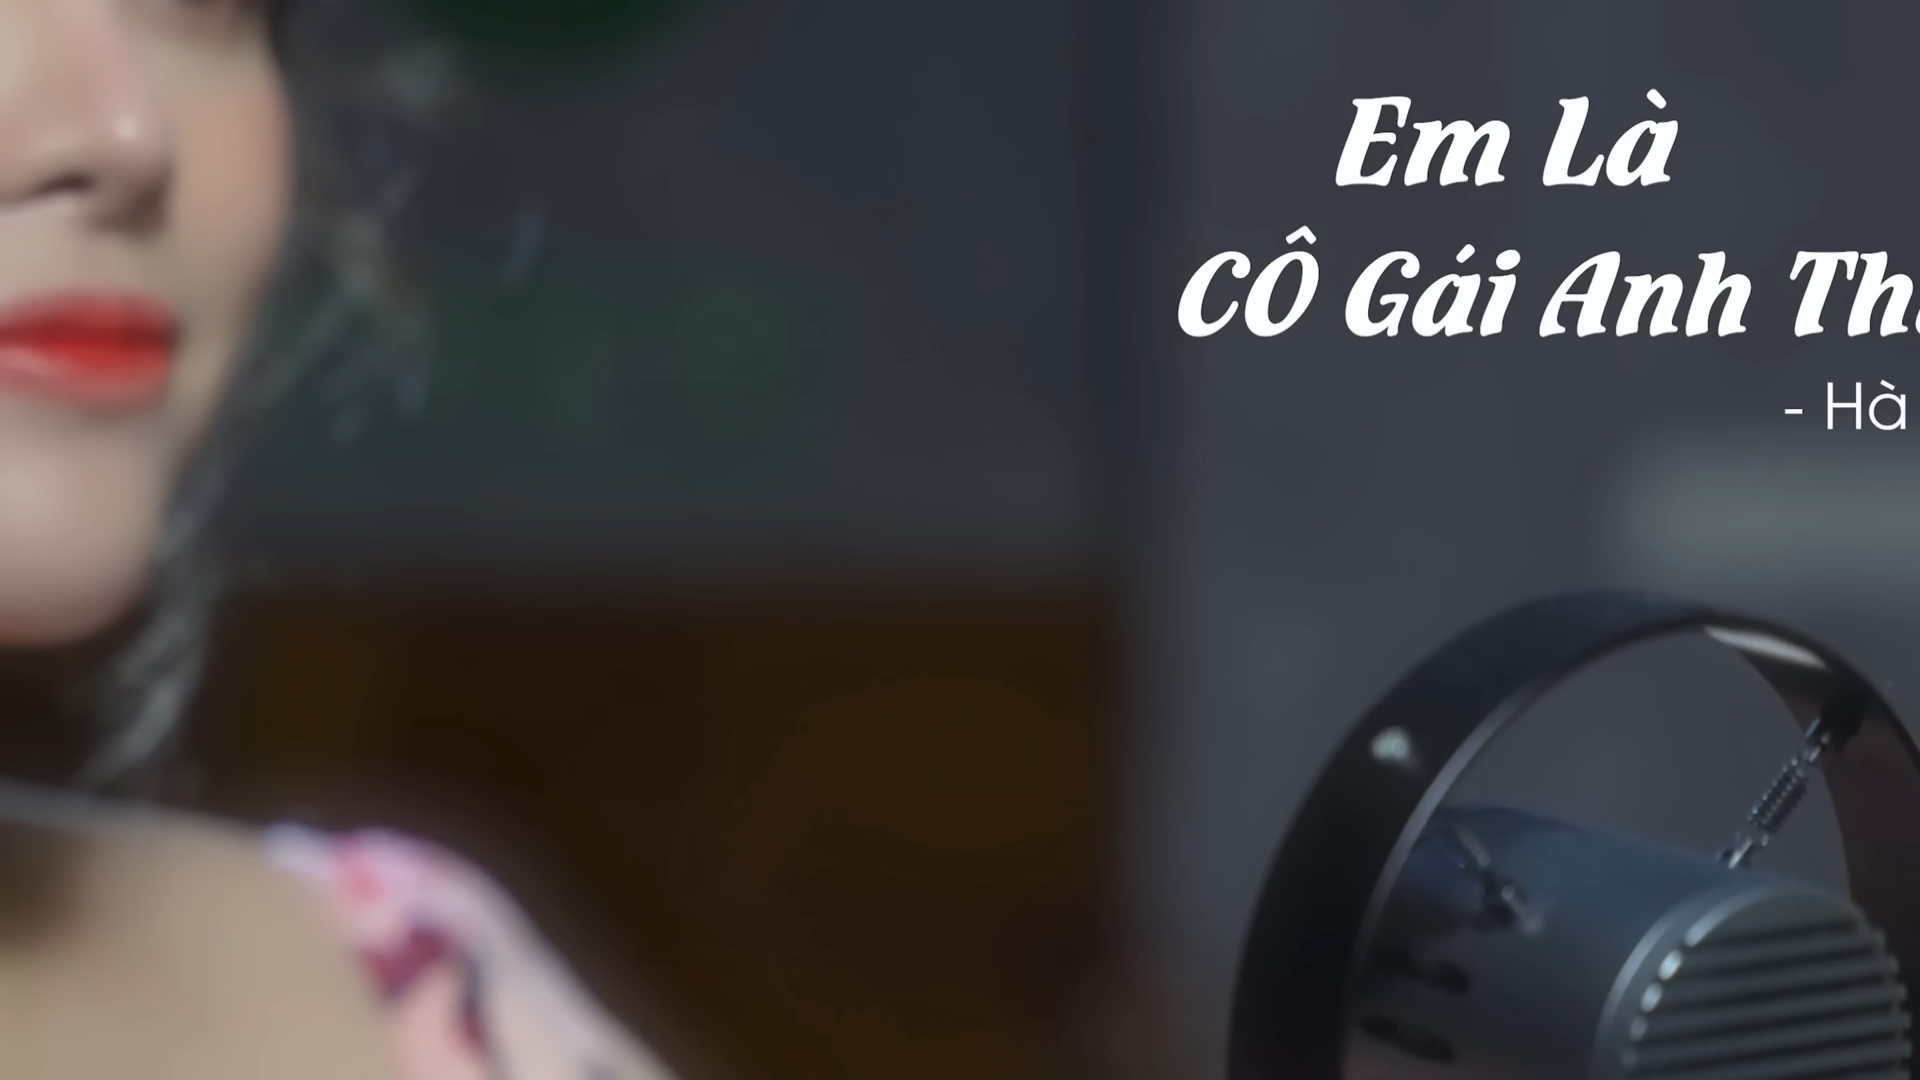 Em Là
CÔ Gái Anh
- Hà